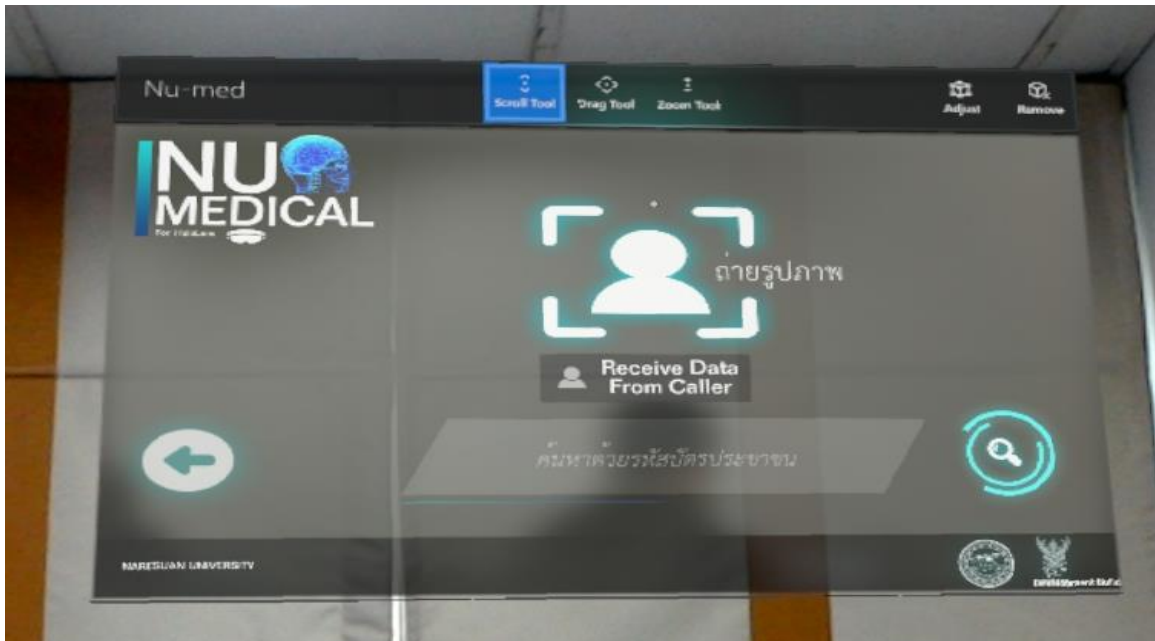 Nu-med
Scroll Tool
Drag Tool
Zoom Tool
Adjust
Remove
NU
MEDICAL
For
ถ่ายรูปภาพ
Receive Data
From Caller
ค้นหาด้วยรหัสบัตรประชาชน
NARESUAN UNIVERSITY